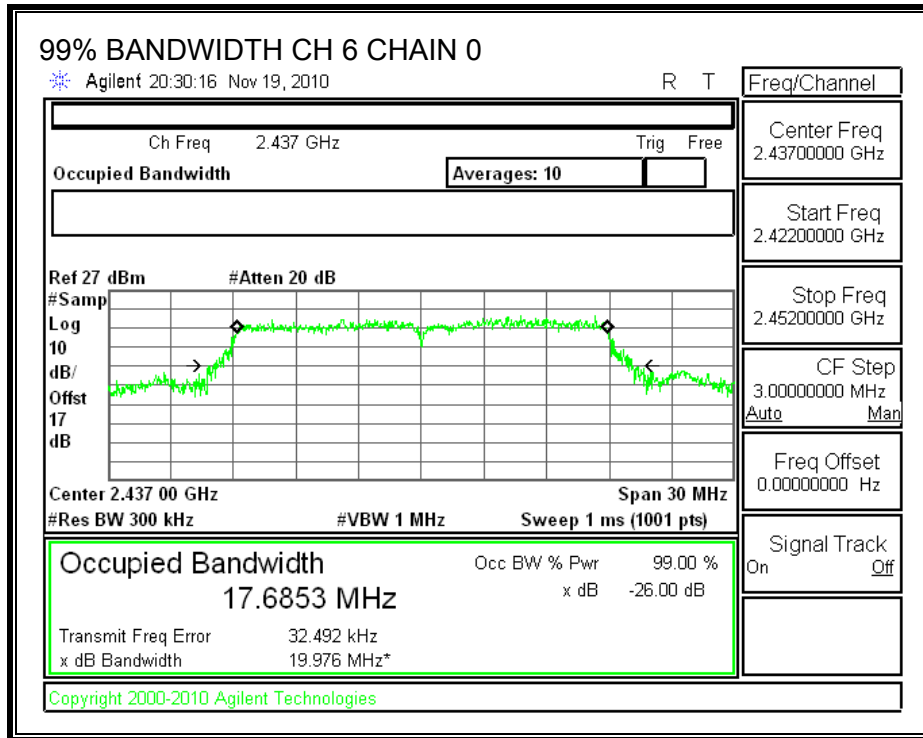 99% BANDWIDTH CH 6 CHAIN 0
Agilent 20:30:16 Nov 19, 2010 R T
Ch Freq 2.437 GHz Trig Free
Occupied Bandwidth Averages: 10
Ref 27 dBm #Atten 20 dB
#Samp
Log
10
dB/
Offst
17
dB
Center 2.437 00 GHz Span 30 MHz
#Res BW 300 kHz #VBW 1 MHz Sweep 1 ms (1001 pts)
Occupied Bandwidth Occ BW % Pwr 99.00 %
17.6853 MHz x dB -26.00 dB
Transmit Freq Error 32.492 kHz
x dB Bandwidth 19.976 MHz*
Copyright 2000-2010 Agilent Technologies
Freq/Channel
Center Freq
2.43700000 GHz
Start Freq
2.42200000 GHz
Stop Freq
2.45200000 GHz
CF Step
3.00000000 MHz
Auto Man
Freq Offset
0.00000000 Hz
Signal Track
On Off